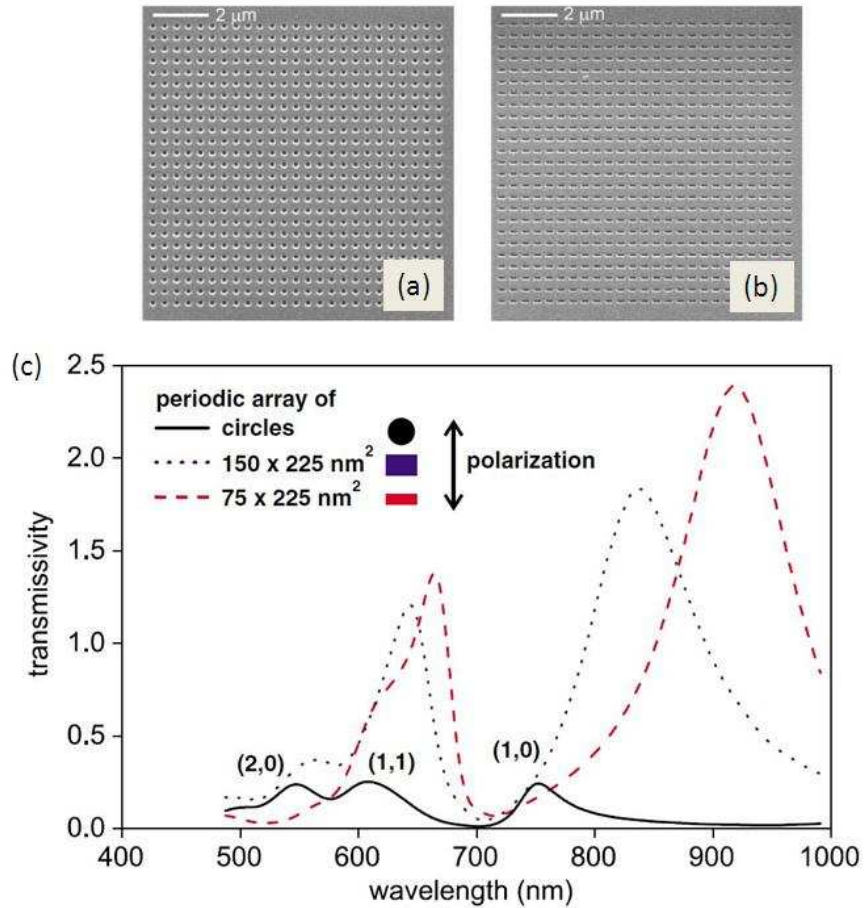 2 μm
2 μm
(a)
(b)
(c)
2.5
2.0
1.5
1.0
0.5
0.0
transmissivity
periodic array of
circles
150 x 225 nm²
75 x 225 nm²
polarization
(2,0)
(1,1)
(1,0)
400
500
600
700
800
900
1000
wavelength (nm)